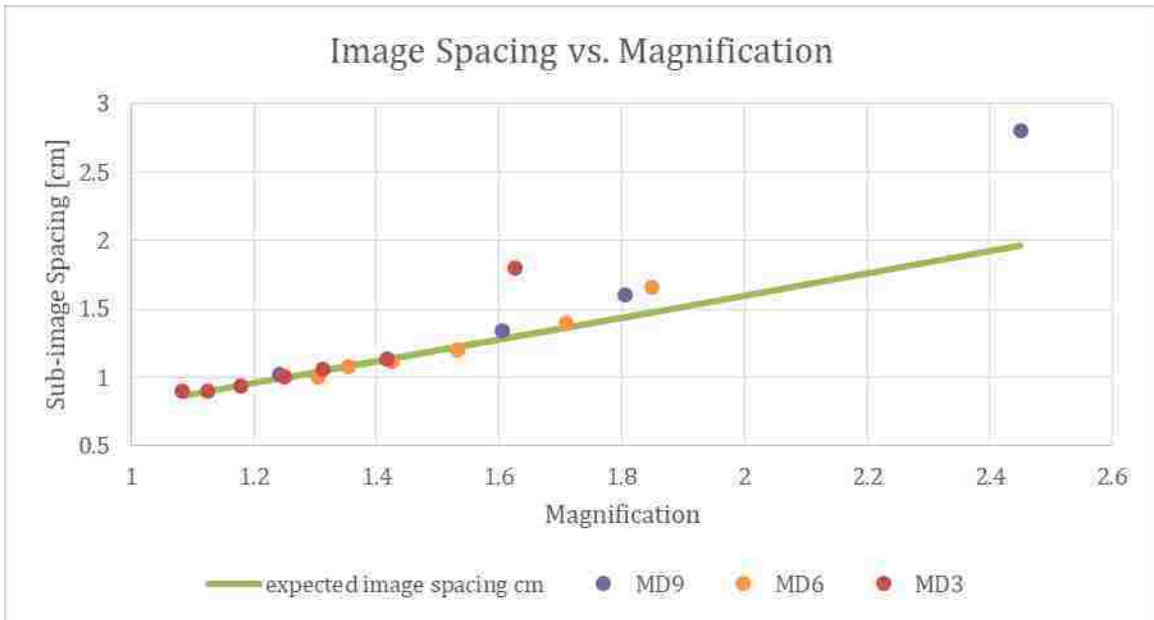 Image Spacing vs. Magnification
Sub-image Spacing [cm]
3
2.5
2
1.5
1
0.5
1 1.2 1.4 1.6 1.8 2 2.2 2.4 2.6
Magnification
expected image spacing cm MD9 MD6 MD3